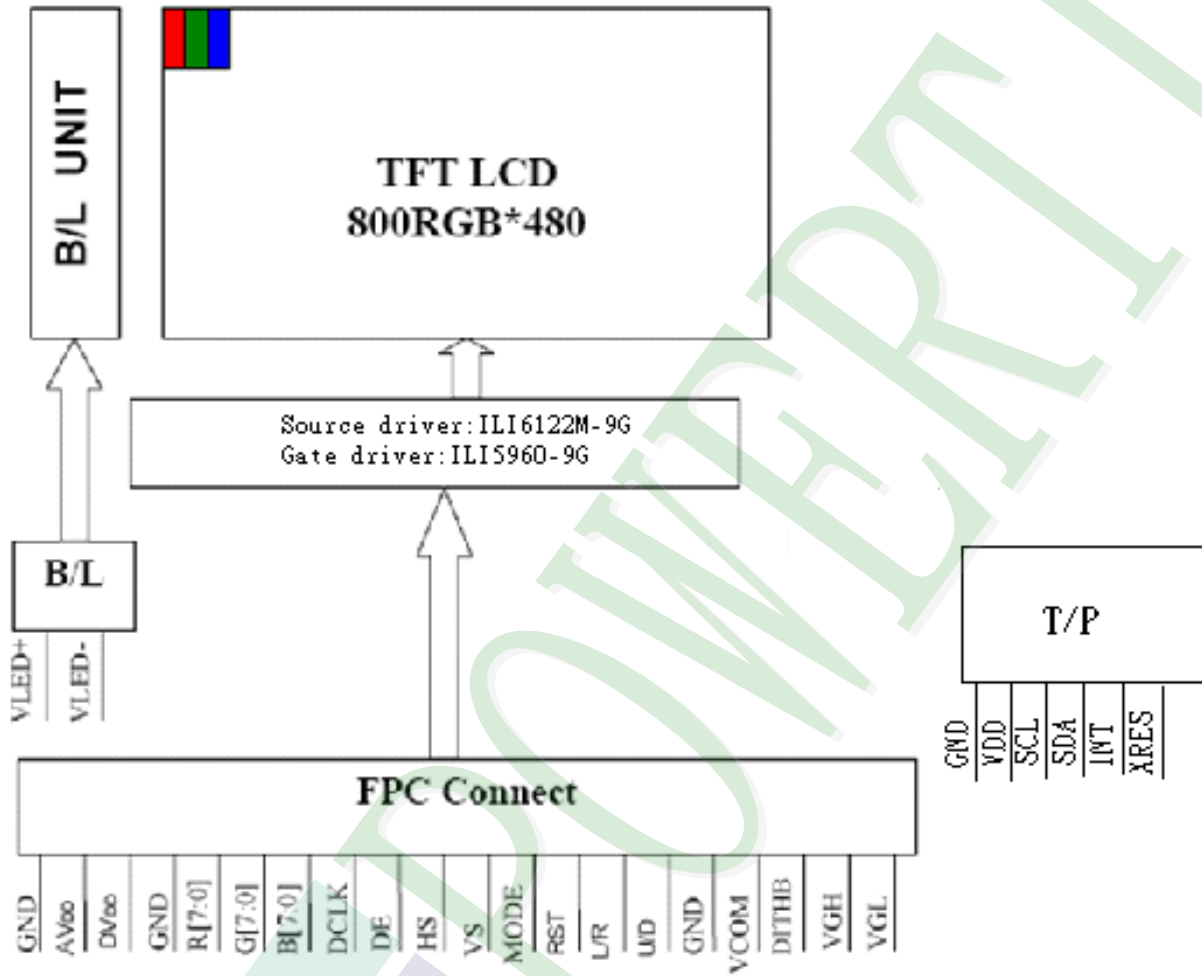 B/L UNIT
TFT LCD
800RGB*480
Source driver:ILI6122M-9G
Gate driver:ILI5960-9G
B/L
VLED+
VLED-
T/P
GND
VDD
SCL
SDA
INT
XRES
FPC Connect
GND
AVDD
DVDD
GND
R[7:0]
G[7:0]
B[7:0]
DCLK
DE
HS
VS
MODE
RST
L/R
U/D
GND
VCOM
DITHB
VGH
VGL
POWERT